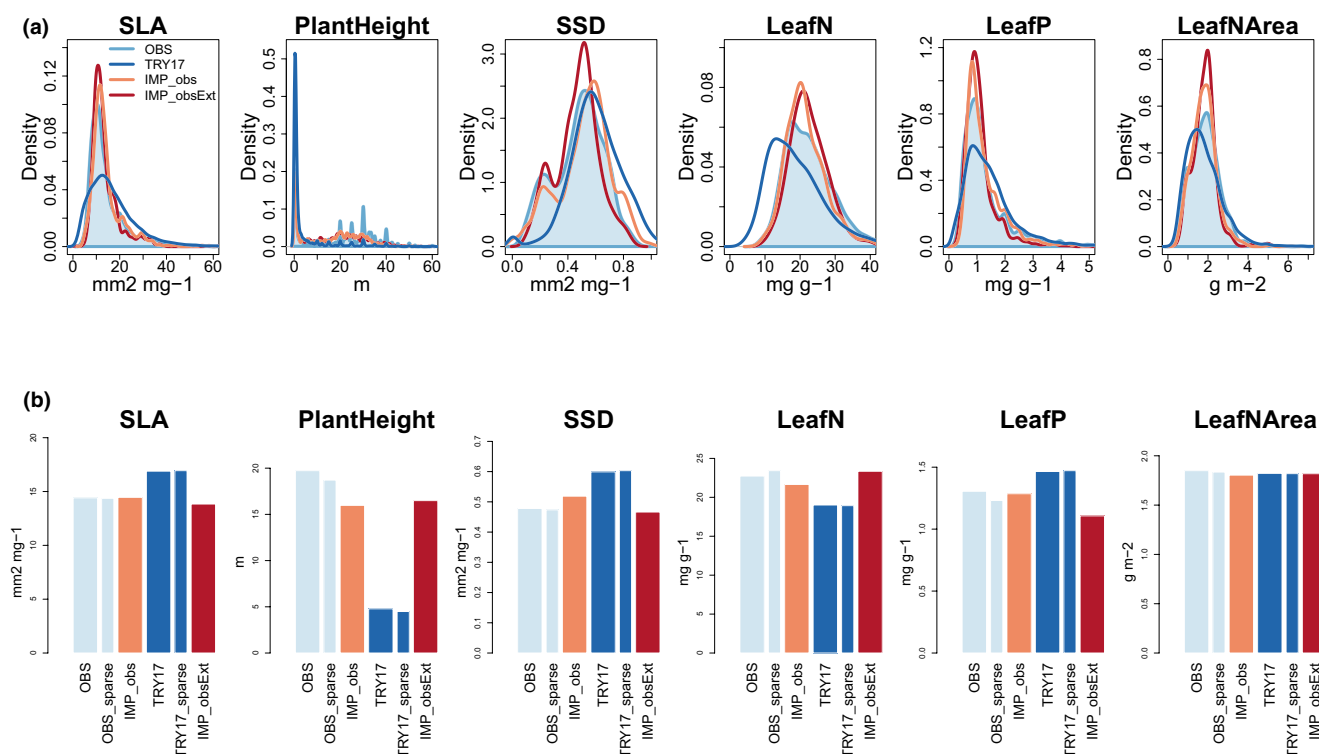 (a)
SLA PlantHeight SSD LeafN LeafP LeafNArea
OBS
TRY17
IMP_obs
IMP_obsExt
Density
0.00 0.04 0.08 0.12
0 20 40 60
mm2 mg−1
Density
0.0 0.1 0.2 0.3 0.4 0.5
0 20 40 60
m
Density
0.0 1.0 2.0 3.0
0.0 0.4 0.8
mm2 mg−1
Density
0.00 0.04 0.08
0 10 20 30 40
mg g−1
Density
0.0 0.4 0.8 1.2
0 1 2 3 4 5
mg g−1
Density
0.0 0.2 0.4 0.6 0.8
0 2 4 6
g m−2
(b)
SLA PlantHeight SSD LeafN LeafP LeafNArea
mm2 mg−1
0 5 10 15 20
OBS
OBS_sparse
IMP_obs
TRY17
TRY17_sparse
IMP_obsExt
m
0 5 10 15 20
OBS
OBS_sparse
IMP_obs
TRY17
TRY17_sparse
IMP_obsExt
mm2 mg−1
0.0 0.1 0.2 0.3 0.4 0.5 0.6 0.7
OBS
OBS_sparse
IMP_obs
TRY17
TRY17_sparse
IMP_obsExt
mg g−1
0 5 10 15 20 25
OBS
OBS_sparse
IMP_obs
TRY17
TRY17_sparse
IMP_obsExt
mg g−1
0.0 0.5 1.0 1.5
OBS
OBS_sparse
IMP_obs
TRY17
TRY17_sparse
IMP_obsExt
g m−2
0.0 0.5 1.0 1.5 2.0
OBS
OBS_sparse
IMP_obs
TRY17
TRY17_sparse
IMP_obsExt